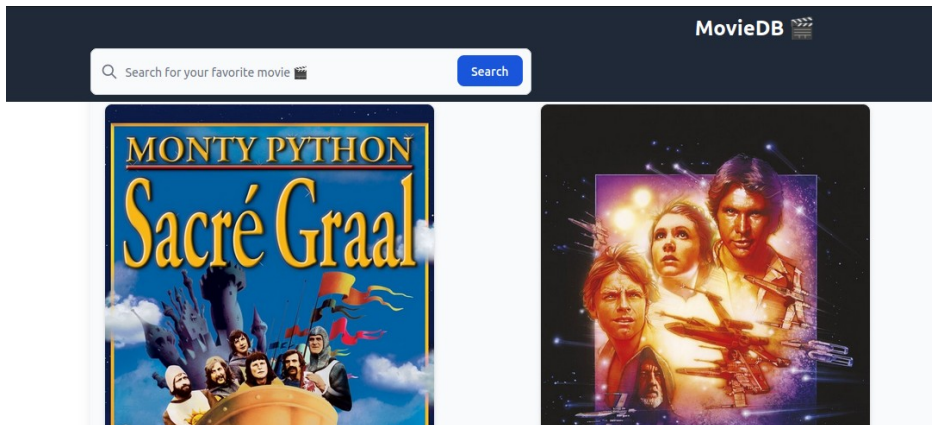 MovieDB 🎬
Search for your favorite movie 🎬
Search
MONTY PYTHON
Sacré Graal